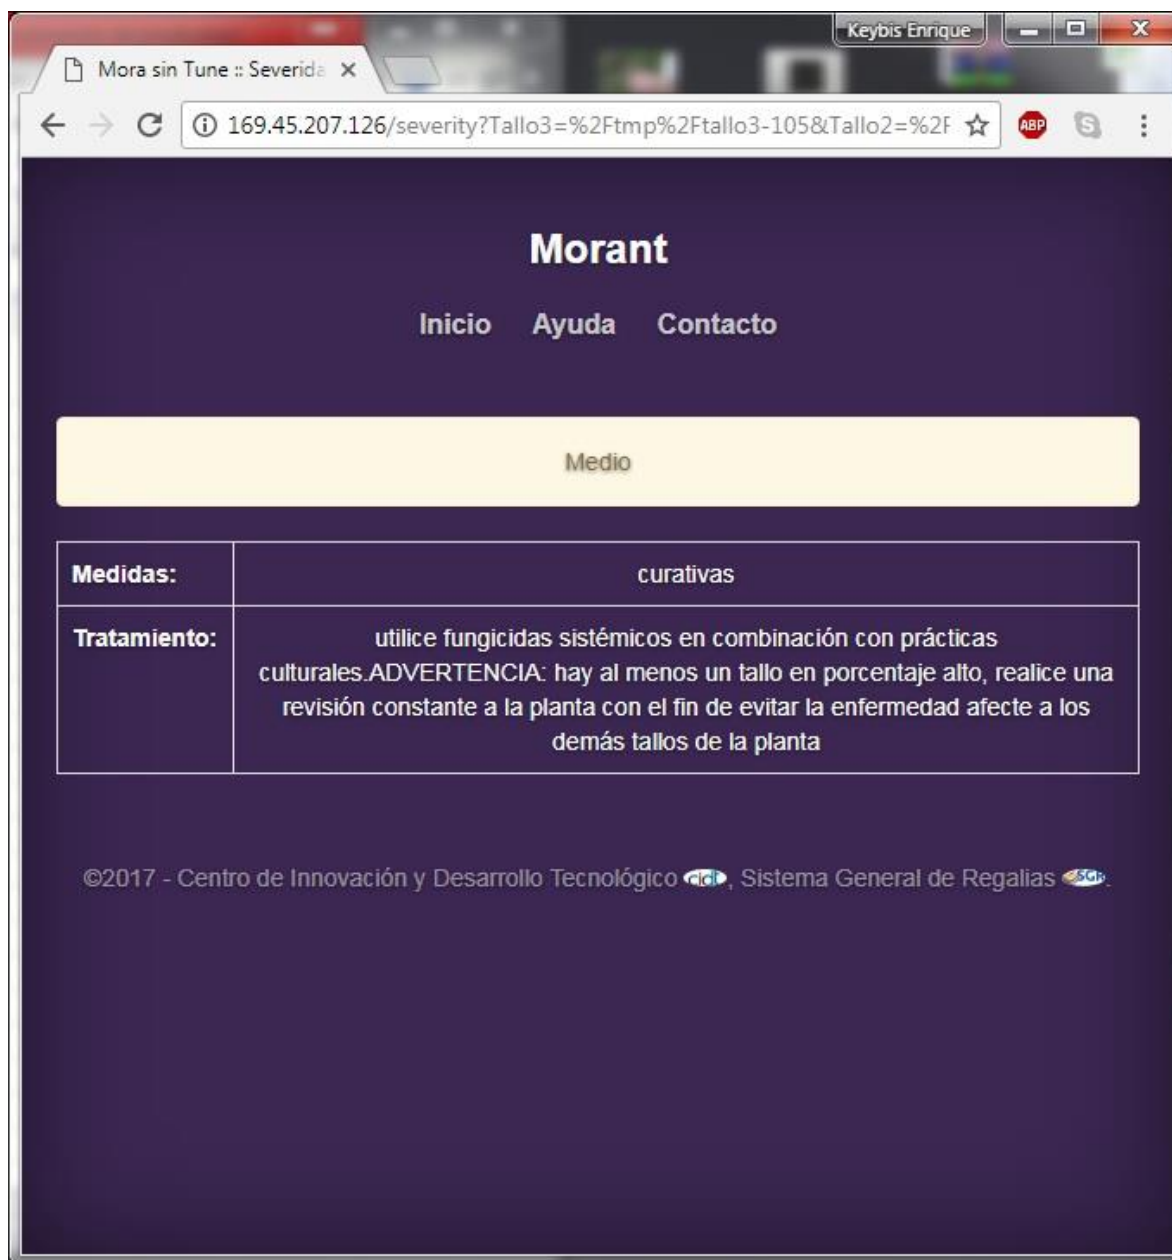 Keybis Enrique
Mora sin Tune :: Severida
169.45.207.126/severity?Tallo3=%2Ftmp%2Ftallo3-105&Tallo2=%2F
ABP
Morant
Inicio Ayuda Contacto
Medio
Medidas: curativas
Tratamiento: utilice fungicidas sistémicos en combinación con prácticas
culturales.ADVERTENCIA: hay al menos un tallo en porcentaje alto, realice una
revisión constante a la planta con el fin de evitar la enfermedad afecte a los
demás tallos de la planta
©2017 - Centro de Innovación y Desarrollo Tecnológico cidt, Sistema General de Regalias SGR.